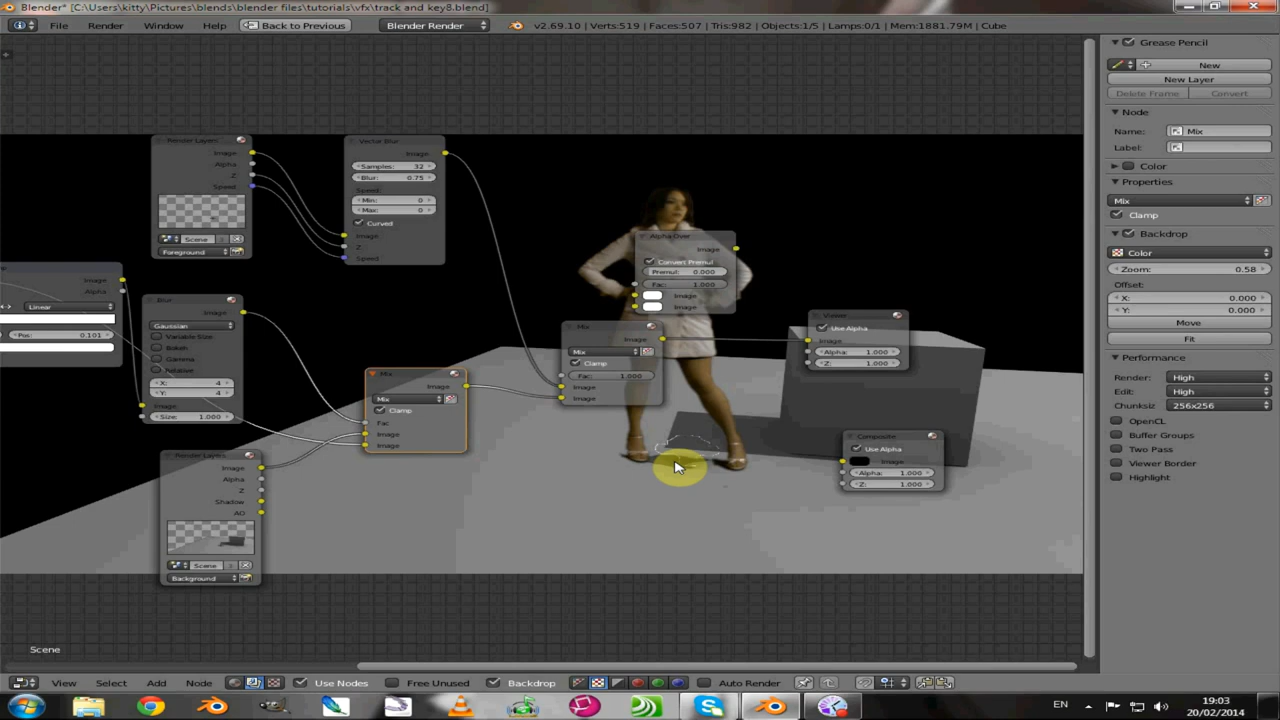 Blender* [C:\Users\kitty\Pictures\blends\blender files\tutorials\vfx\track and key8.blend]
File Render Window Help Back to Previous Blender Render v2.69.10 | Verts:519 | Faces:507 | Tris:982 | Objects:1/5 | Lamps:0/1 | Mem:1881.79M | Cube
Render Layers
Image
Alpha
Z
Speed
Scene
Foreground
Vector Blur
Image
Samples: 32
Blur: 0.75
Speed:
Min: 0
Max: 0
Curved
Image
Z
Speed
Image
Alpha
Linear
Pos: 0.101
Blur
Image
Gaussian
Variable Size
Bokeh
Gamma
Relative
X: 4
Y: 4
Image
Size: 1.000
Mix
Image
Mix
Clamp
Fac
Image
Image
Render Layers
Image
Alpha
Z
Shadow
AO
Scene 3
Background
Alpha Over
Image
Convert Premul
Premul: 0.000
Fac: 1.000
Image
Image
Mix
Image
Mix
Clamp
Fac: 1.000
Image
Image
Viewer
Use Alpha
Image
Alpha: 1.000
Z: 1.000
Composite
Use Alpha
Image
Alpha: 1.000
Z: 1.000
Grease Pencil
New
New Layer
Delete Frame Convert
Node
Name: Mix
Label:
Color
Properties
Mix
Clamp
Backdrop
Color
Zoom: 0.58
Offset:
X: 0.000
Y: 0.000
Move
Fit
Performance
Render: High
Edit: High
Chunksiz 256x256
OpenCL
Buffer Groups
Two Pass
Viewer Border
Highlight
Scene
View Select Add Node Use Nodes Free Unused Backdrop Auto Render
EN 19:03
20/02/2014